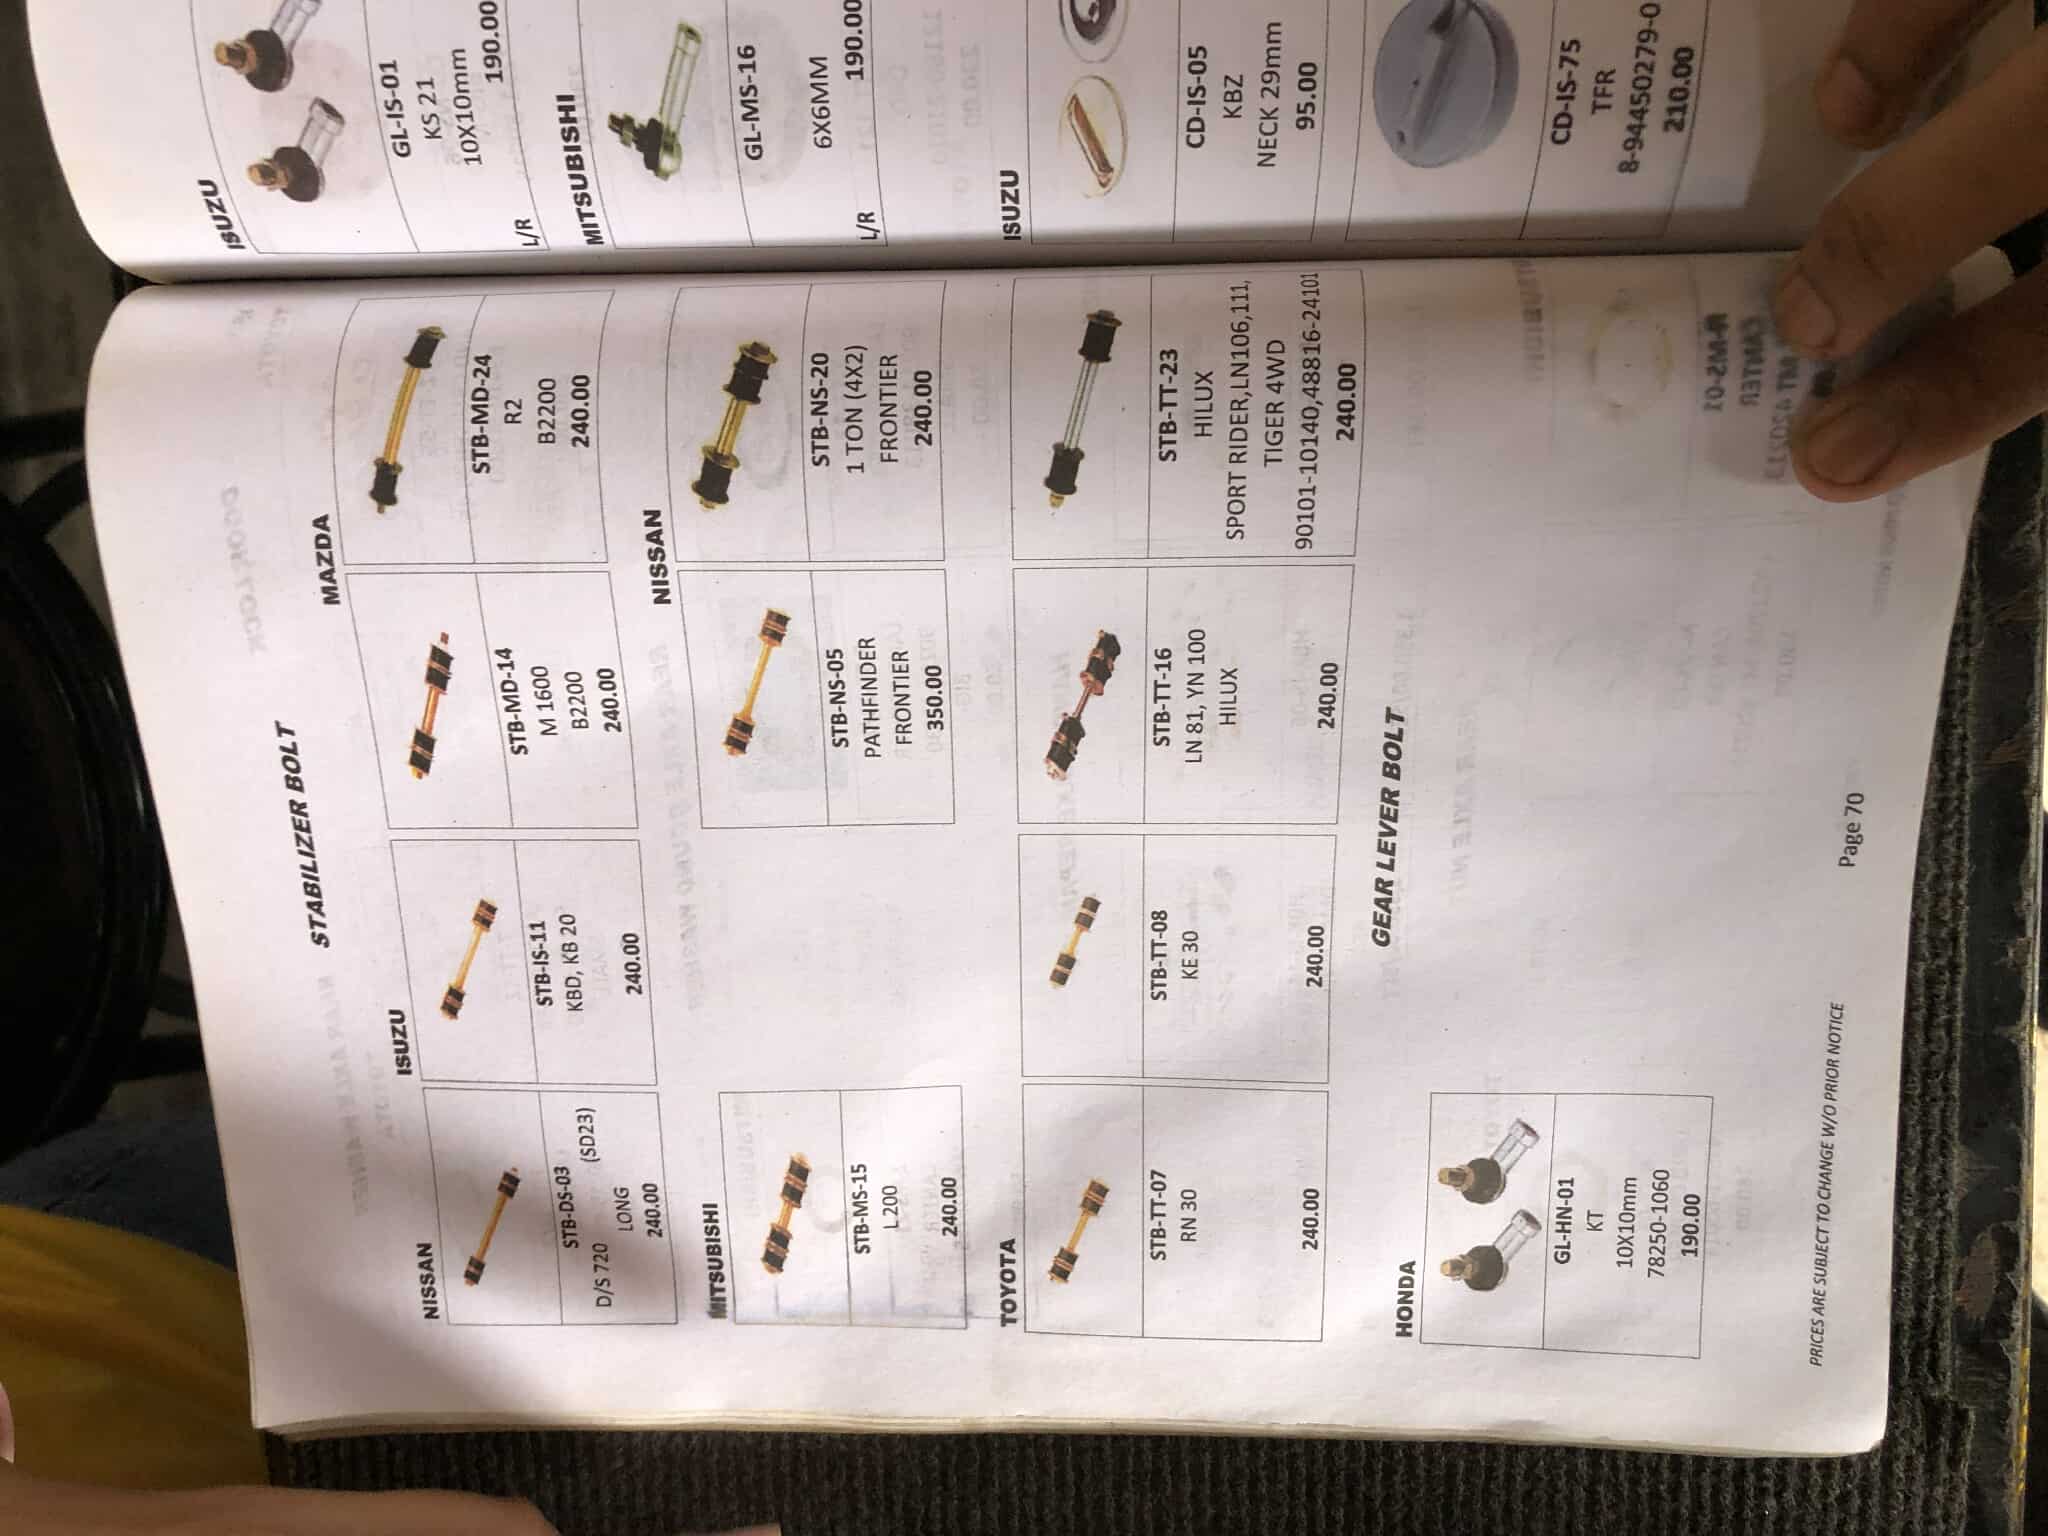 STABILIZER BOLT
NISSAN
STB-DS-03
D/S 720 (SD23)
LONG
240.00
ISUZU
STB-IS-11
KBD, KB 20
240.00
MAZDA
STB-MD-14
M 1600
B2200
240.00
STB-MD-24
R2
B2200
240.00
MITSUBISHI
STB-MS-15
L 200
240.00
NISSAN
STB-NS-05
PATHFINDER
FRONTIER
350.00
STB-NS-20
1 TON (4X2)
FRONTIER
240.00
TOYOTA
STB-TT-07
RN 30
240.00
STB-TT-08
KE 30
240.00
STB-TT-16
LN 81, YN 100
HILUX
240.00
STB-TT-23
HILUX
SPORT RIDER,LN106,111,
TIGER 4WD
90101-10140,48816-24101
240.00
GEAR LEVER BOLT
HONDA
GL-HN-01
KT
10X10mm
78250-1060
190.00
PRICES ARE SUBJECT TO CHANGE W/O PRIOR NOTICE
Page 70
ISUZU
GL-IS-01
KS 21
10X10mm
190.00
L/R
MITSUBISHI
GL-MS-16
6X6MM
L/R 190.00
ISUZU
CD-IS-05
KBZ
NECK 29mm
95.00
CD-IS-75
TFR
8-94450279-0
210.00